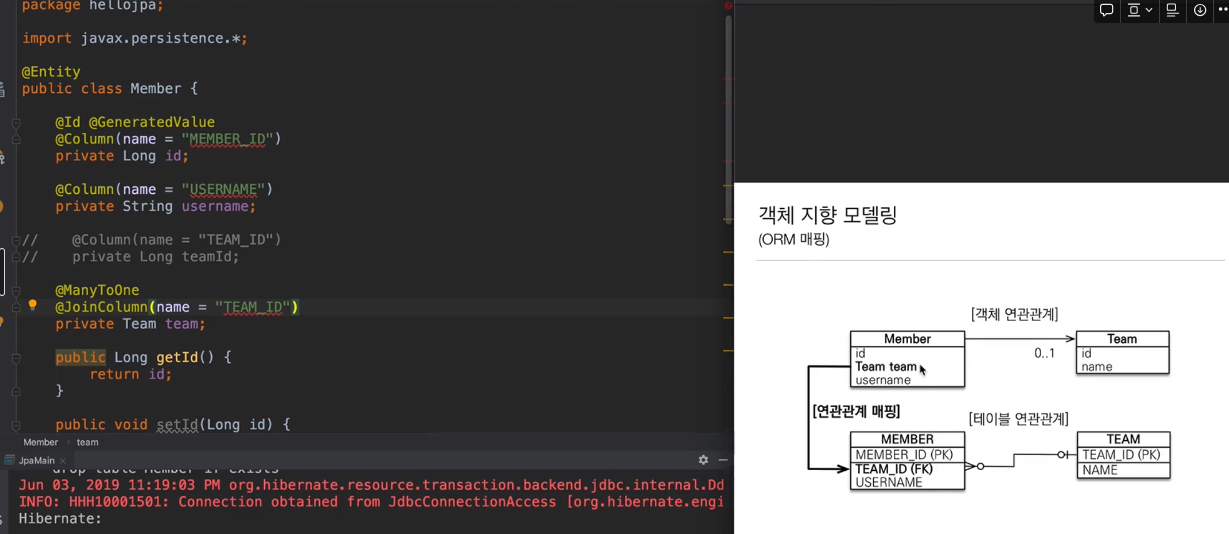 package hellojpa;
import javax.persistence.*;
@Entity
public class Member {
@Id @GeneratedValue
@Column(name = "MEMBER_ID")
private Long id;
@Column(name = "USERNAME")
private String username;
// @Column(name = "TEAM_ID")
// private Long teamId;
@ManyToOne
@JoinColumn(name = "TEAM_ID")
private Team team;
public Long getId() {
return id;
}
public void setId(Long id) {
Member › team
JpaMain ×
drop table Member if exists
Jun 03, 2019 11:19:03 PM org.hibernate.resource.transaction.backend.jdbc.internal.Dd
INFO: HHH10001501: Connection obtained from JdbcConnectionAccess [org.hibernate.engi
Hibernate:
객체 지향 모델링
(ORM 매핑)
[객체 연관관계]
Member
id
Team team
username
0..1
Team
id
name
[연관관계 매핑]
[테이블 연관관계]
MEMBER
MEMBER_ID (PK)
TEAM_ID (FK)
USERNAME
TEAM
TEAM_ID (PK)
NAME